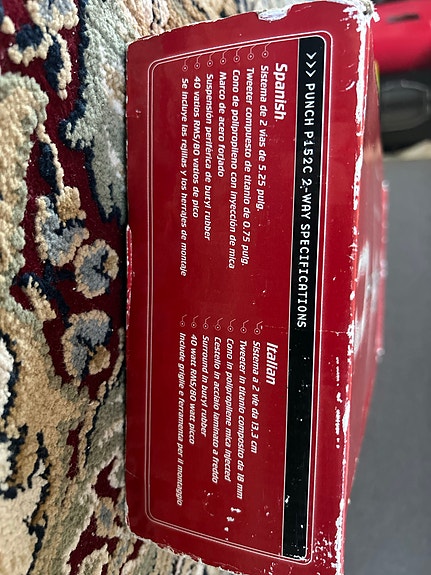 >>> PUNCH P152C 2-WAY SPECIFICATIONS
Spanish
Sistema de 2 vias de 5.25 pulg.
Tweeter compuesto de titanio de 0.75 pulg.
Cono de polipropileno con inyección de mica
Marco de acero forjado
Suspensión periférica de butyl rubber
40 vatios RMS/80 vatios de pico
Se incluye las rejillas y los herrajes de montaje
Italian
Sistema a 2 vie da 13.3 cm
Tweeter in titanio composito da 18 mm
Cono in polipropilene mica injected
Cestello in acciaio laminato a freddo
Surround in butyl rubber
40 watt RMS/80 watt picco
Include griglie e ferramenta per il montaggio